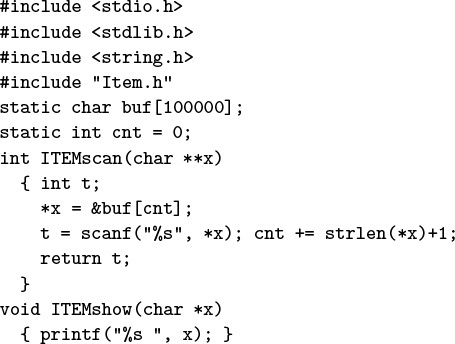 #include <stdio.h>
#include <stdlib.h>
#include <string.h>
#include "Item.h"
static char buf[100000];
static int cnt = 0;
int ITEMscan(char **x)
  { int t;
    *x = &buf[cnt];
    t = scanf("%s", *x); cnt += strlen(*x)+1;
    return t;
  }
void ITEMshow(char *x)
  { printf("%s ", x); }